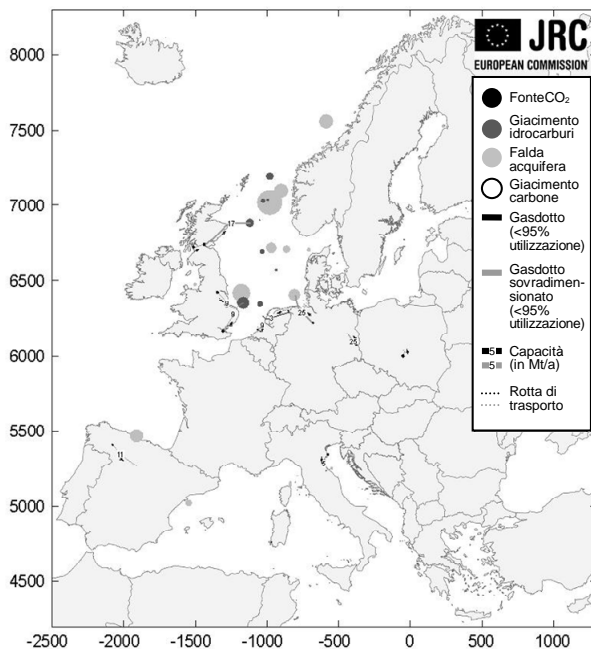 JRC
EUROPEAN COMMISSION
FonteCO₂
Giacimento
idrocarburi
Falda
acquifera
Giacimento
carbone
Gasdotto
(<95%
utilizzazione)
Gasdotto
sovradimen-
sionato
(<95%
utilizzazione)
5 Capacità
5 (in Mt/a)
Rotta di
trasporto
8000
7500
7000
6500
6000
5500
5000
4500
17
9
9
9
25
11
-2500 -2000 -1500 -1000 -500 0 500 1000